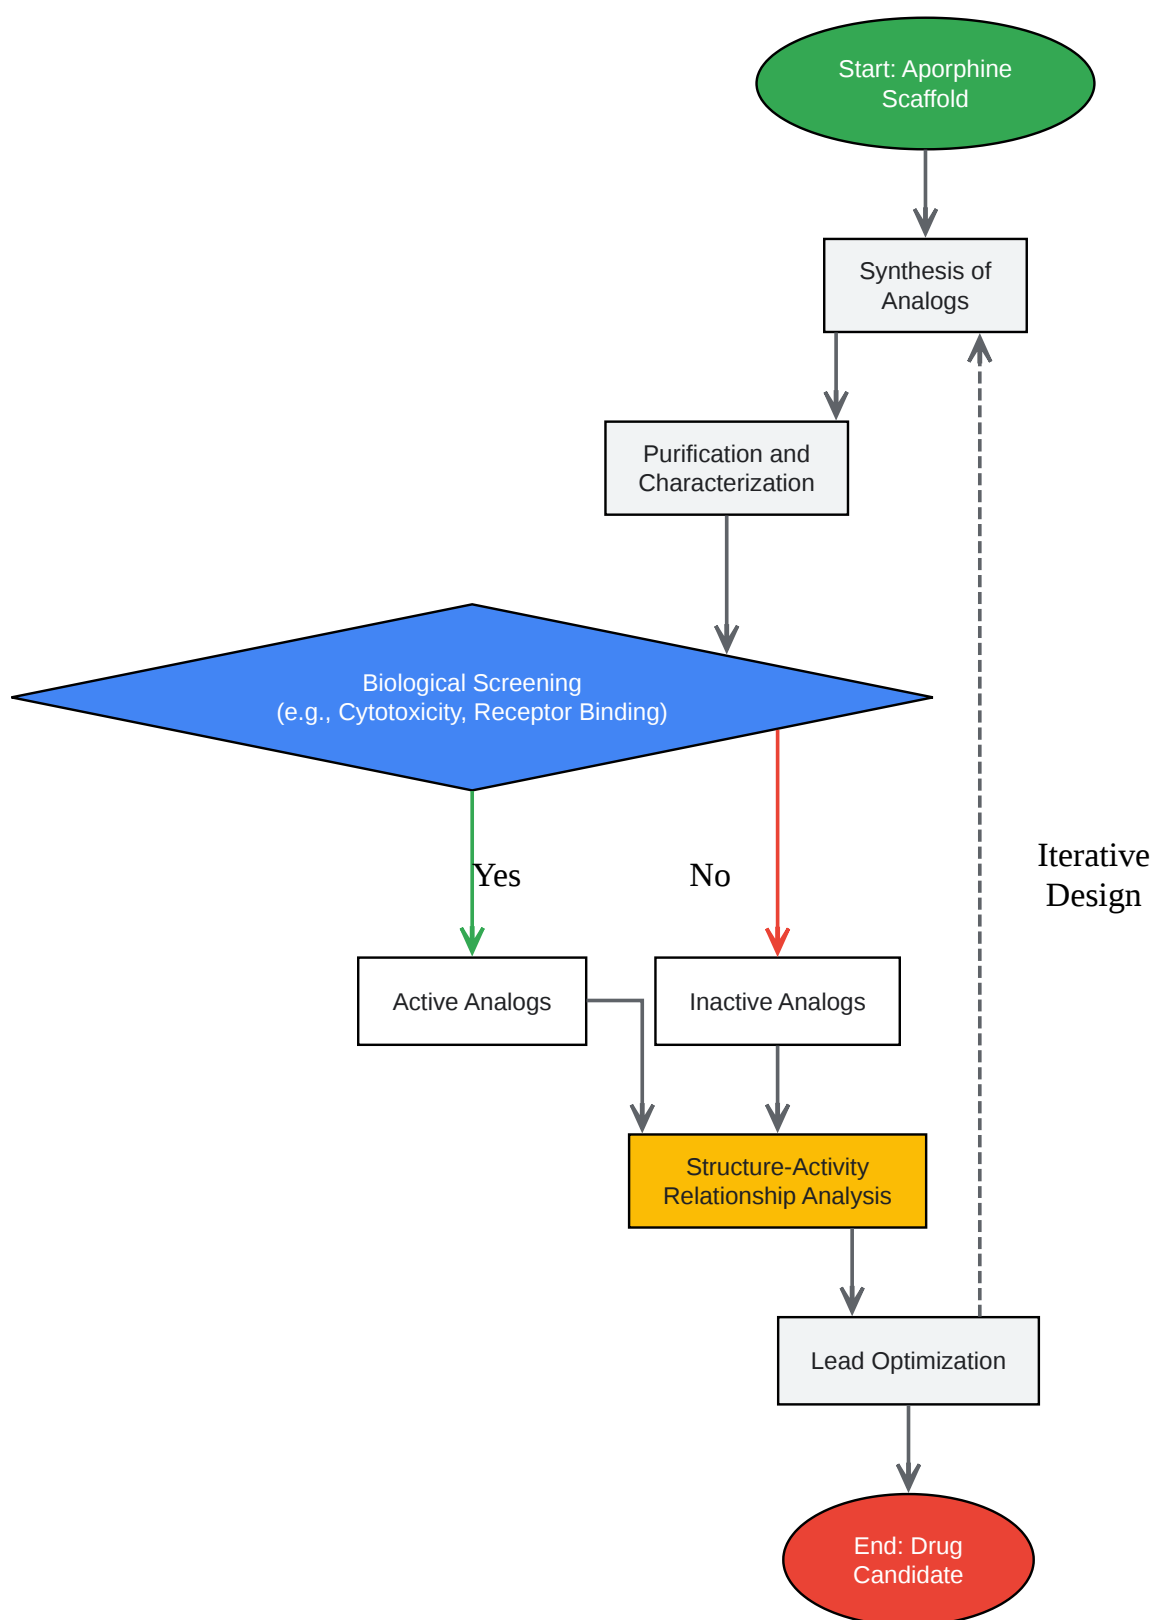 Start: Aporphine
Scaffold
Synthesis of
Analogs
Purification and
Characterization
Biological Screening
(e.g., Cytotoxicity, Receptor Binding)
Yes
No
Iterative
Design
Active Analogs
Inactive Analogs
Structure-Activity
Relationship Analysis
Lead Optimization
End: Drug
Candidate